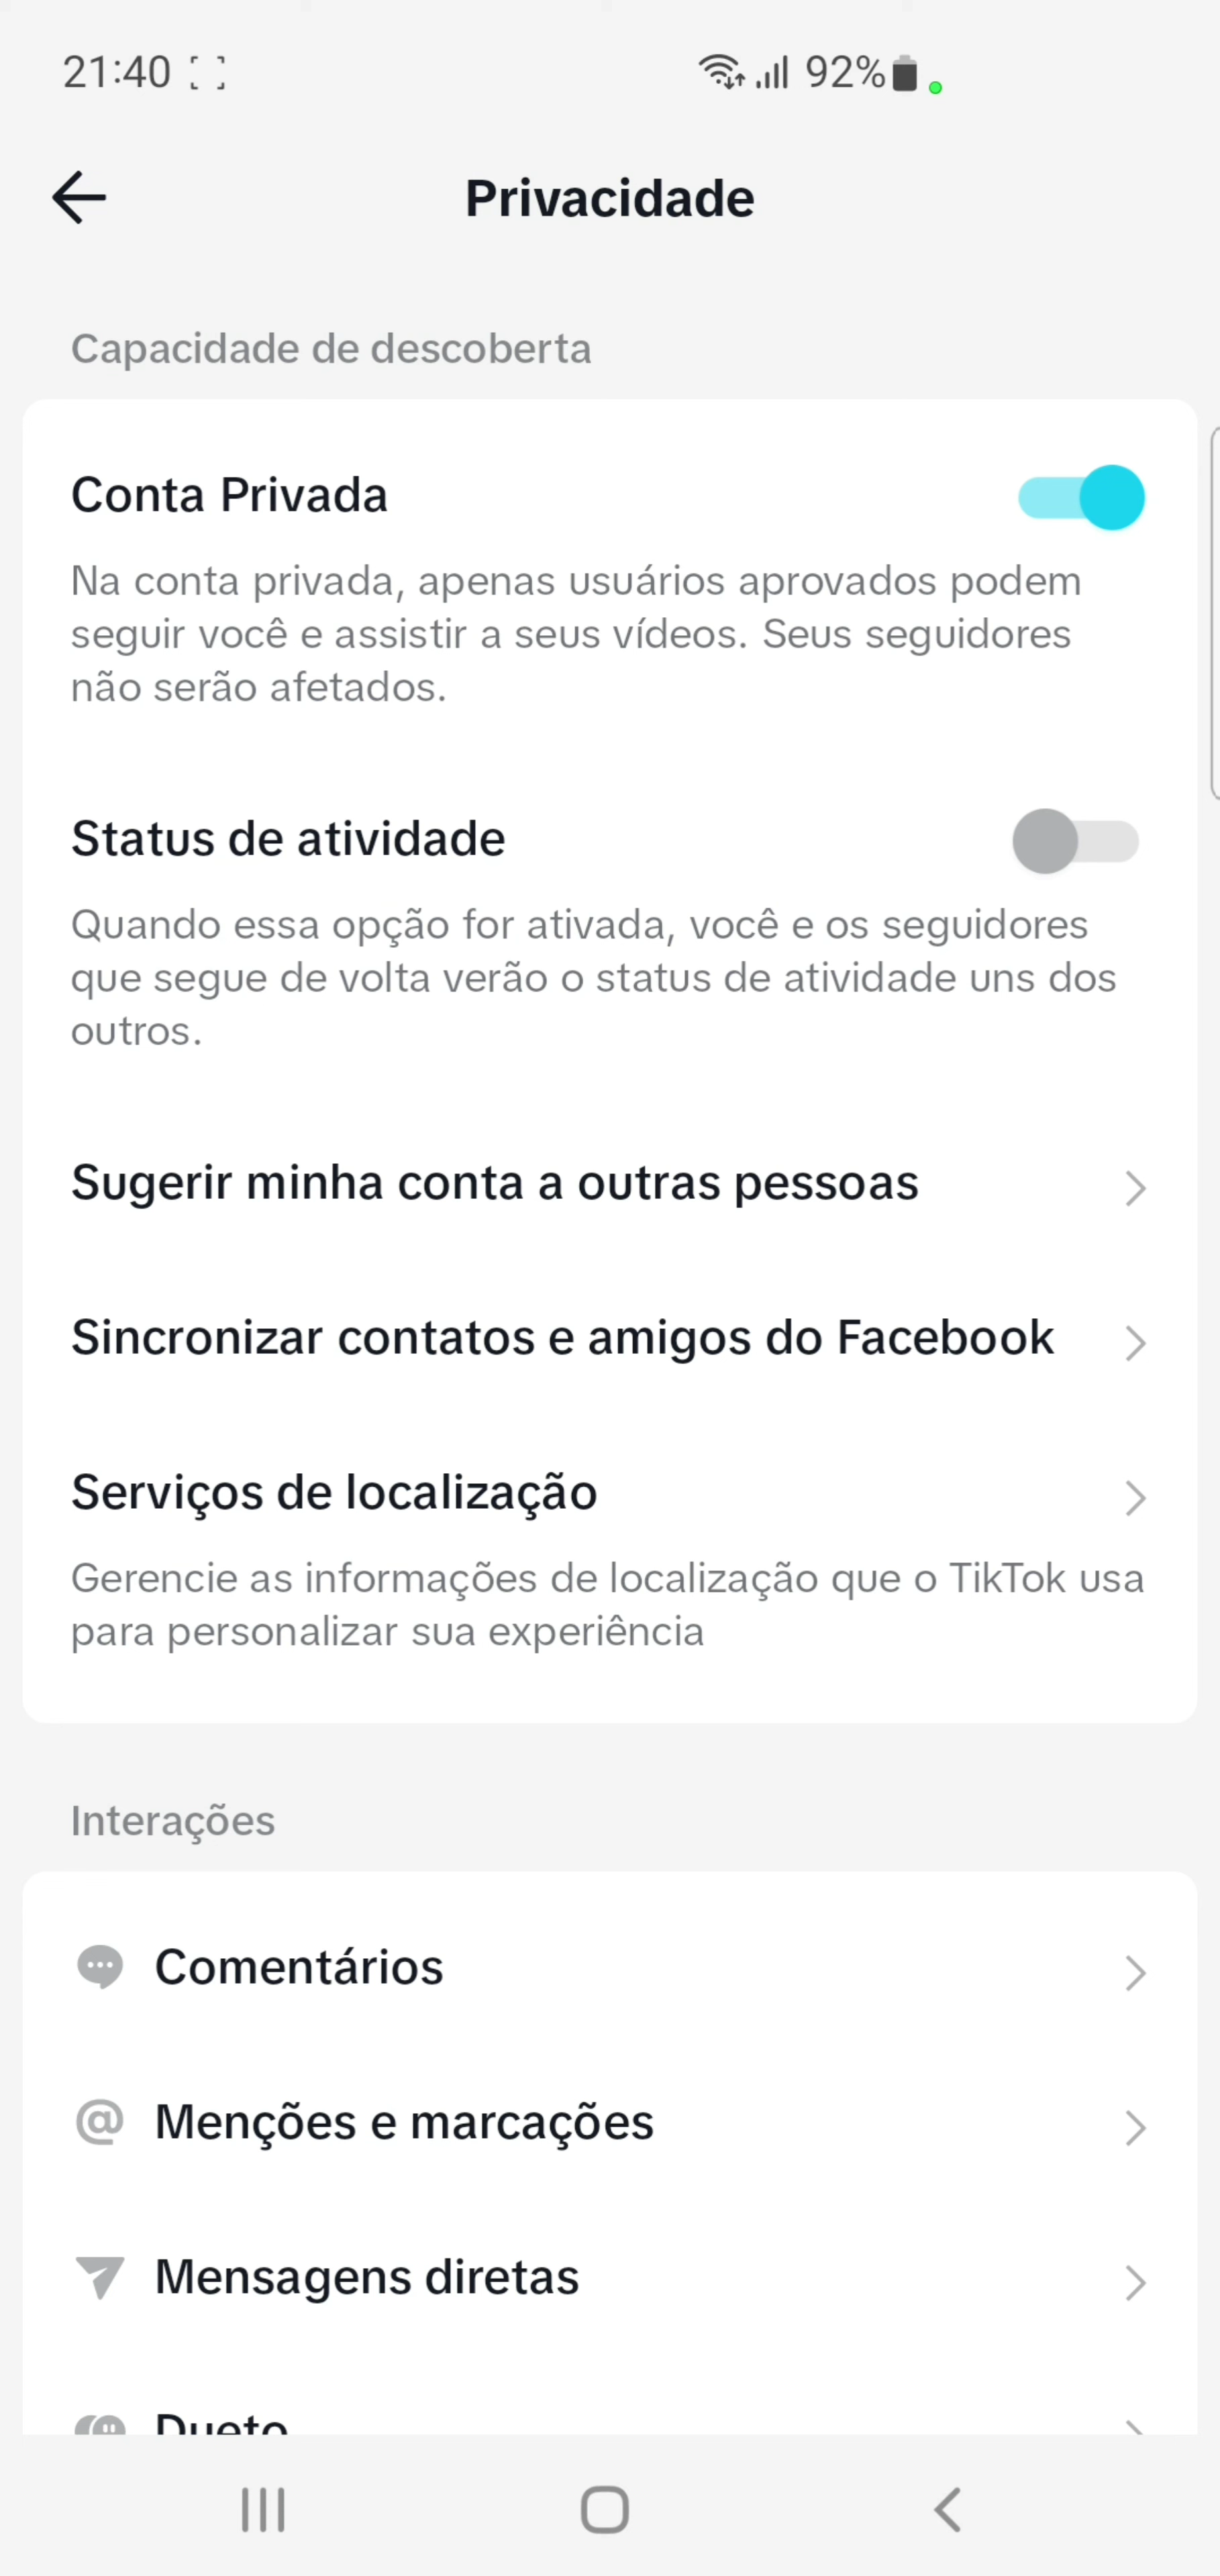 21:40 92%
Privacidade
Capacidade de descoberta
Conta Privada
Na conta privada, apenas usuários aprovados podem
seguir você e assistir a seus vídeos. Seus seguidores
não serão afetados.
Status de atividade
Quando essa opção for ativada, você e os seguidores
que segue de volta verão o status de atividade uns dos
outros.
Sugerir minha conta a outras pessoas
Sincronizar contatos e amigos do Facebook
Serviços de localização
Gerencie as informações de localização que o TikTok usa
para personalizar sua experiência
Interações
Comentários
@ Menções e marcações
Mensagens diretas
Dueto